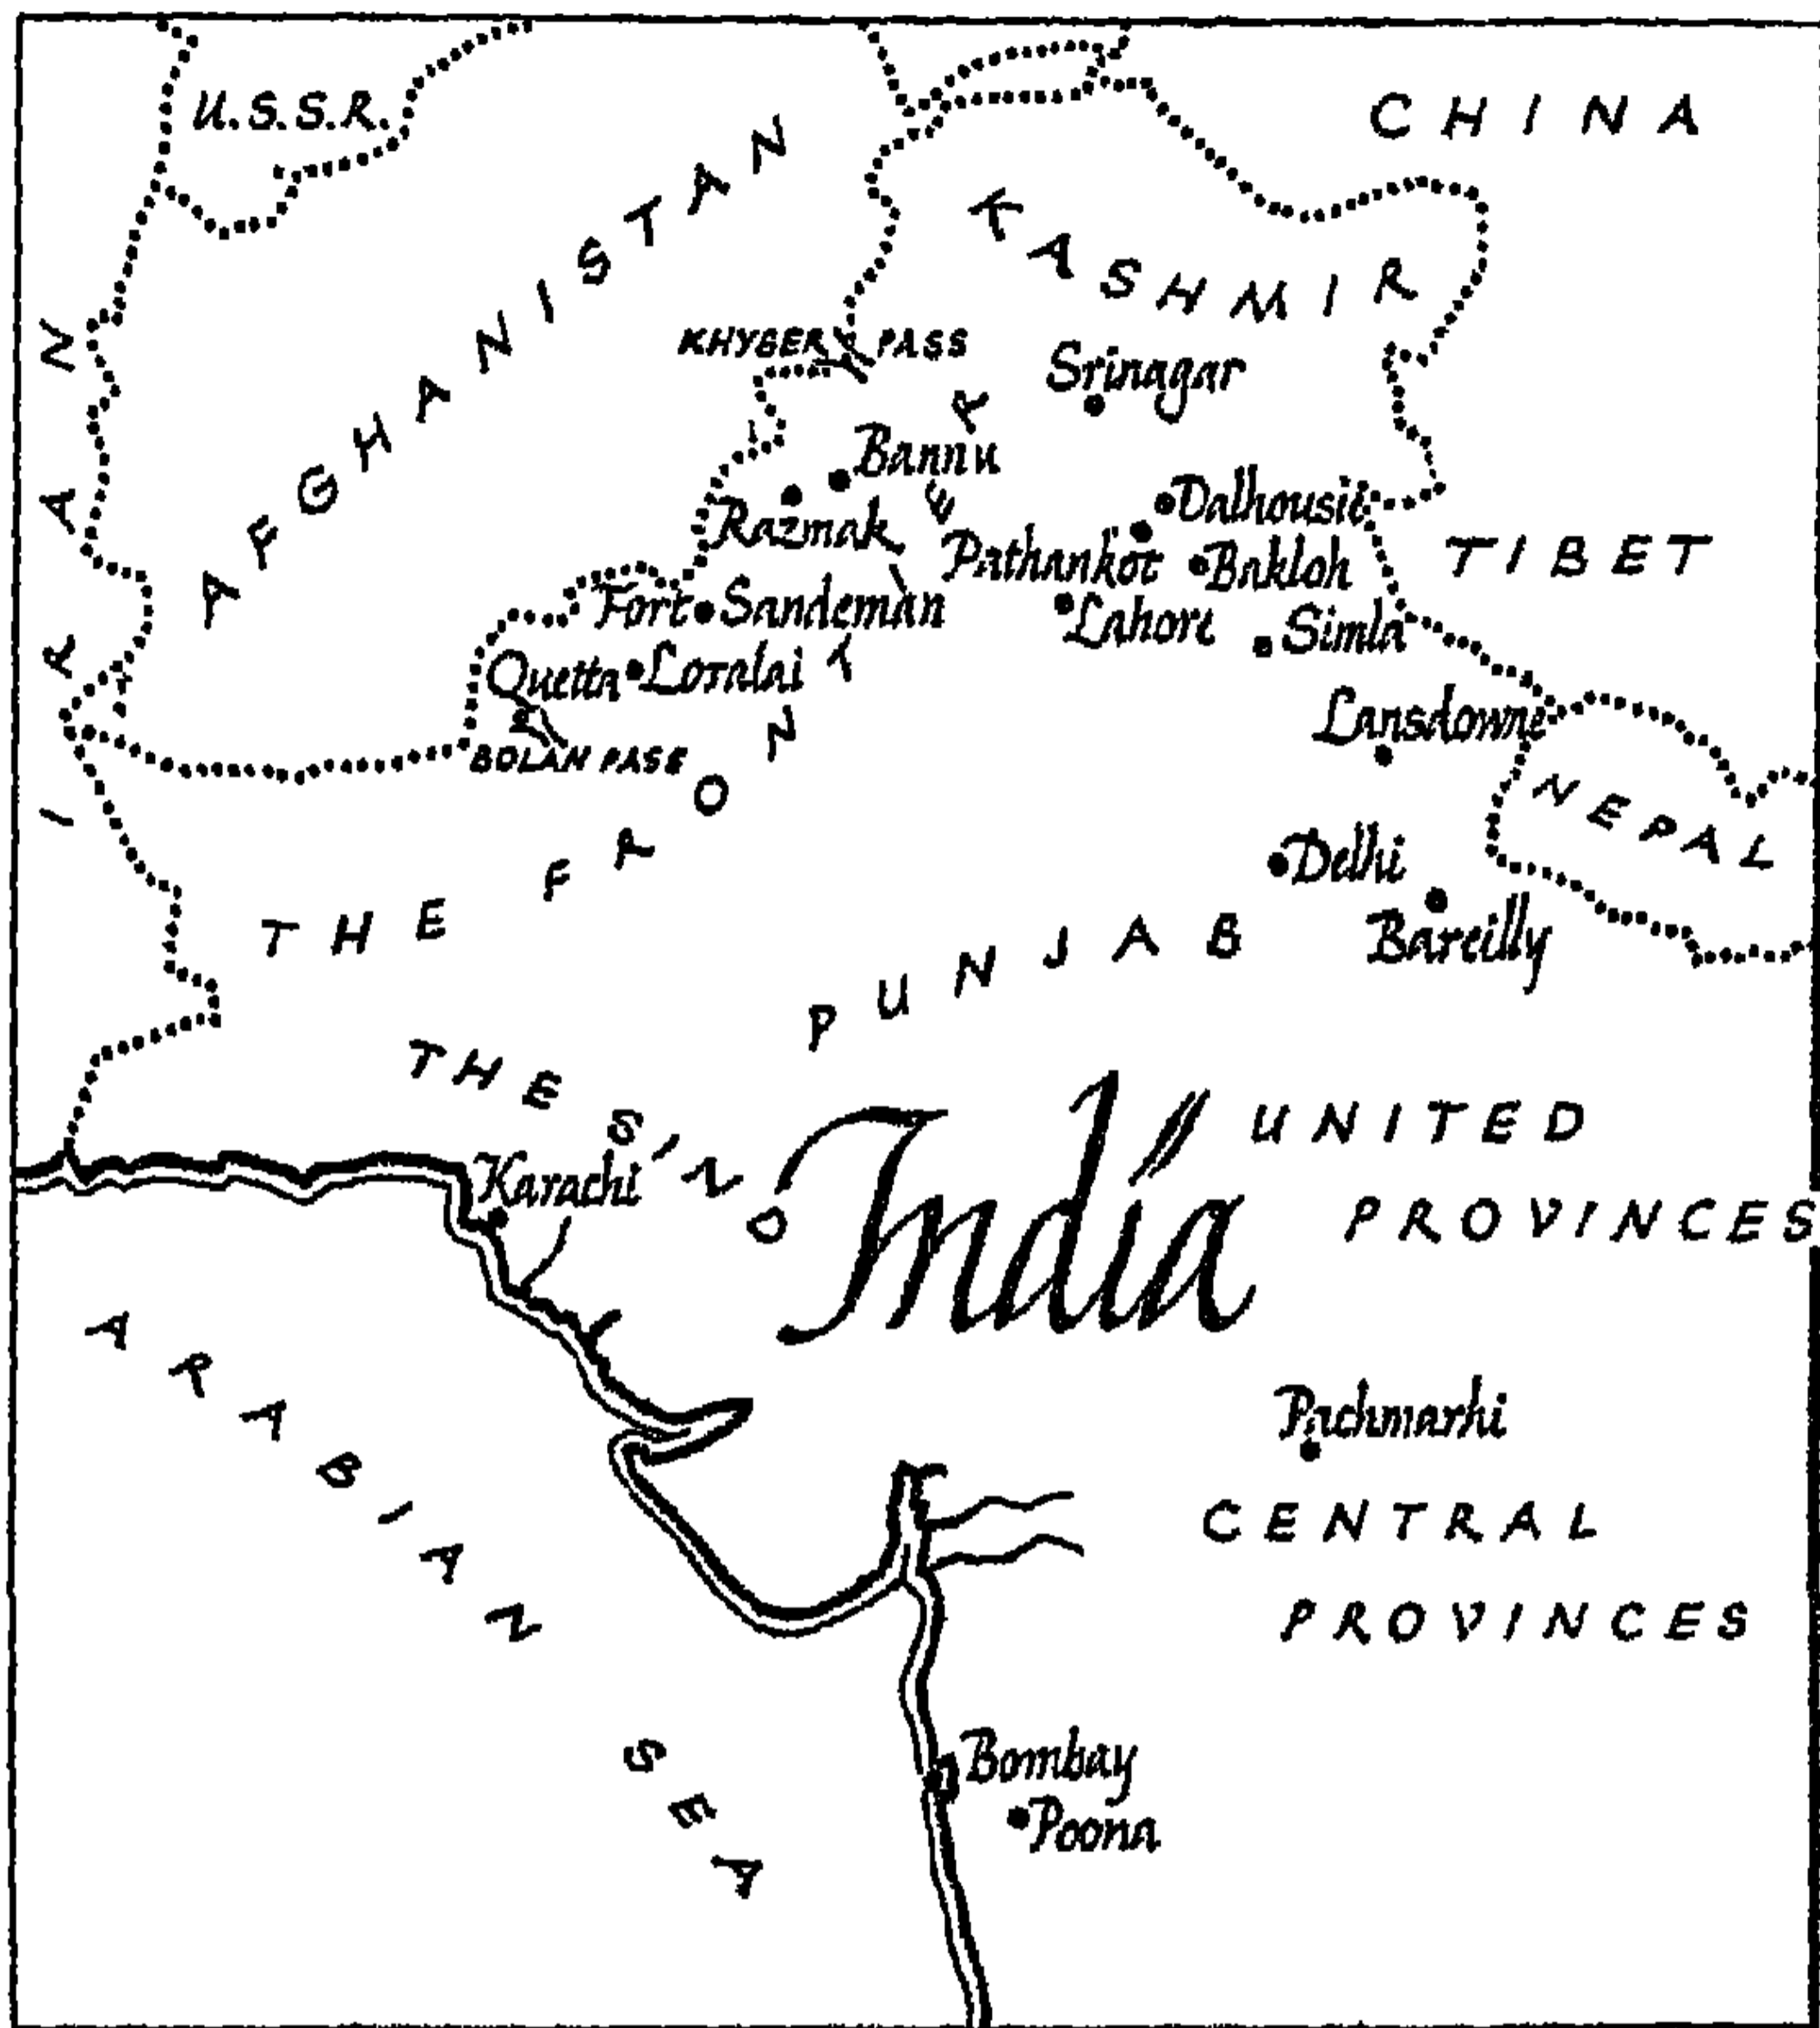 U.S.S.R.
CHINA
AFGHANISTAN
KASHMIR
IRAN
KHYBER PASS
Srinagar
Bannu
Razmak
Dalhousie
Pathankot
Bakloh
TIBET
Fort Sandeman
Lahore
Simla
Quetta
Loralai
BOLAN PASS
Lansdowne
NEPAL
THE FRONTIER
Delhi
Bareilly
PUNJAB
THE SIND
India
UNITED
PROVINCES
Karachi
ARABIAN SEA
Pachmarhi
CENTRAL
PROVINCES
Bombay
Poona